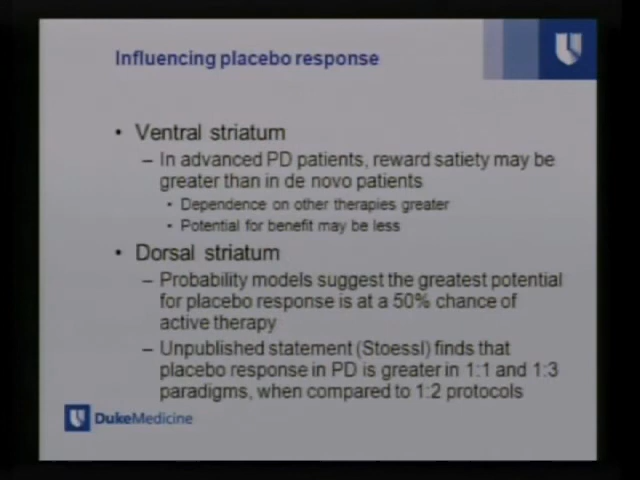 Influencing placebo response
• Ventral striatum
– In advanced PD patients, reward satiety may be
greater than in de novo patients
• Dependence on other therapies greater
• Potential for benefit may be less
• Dorsal striatum
– Probability models suggest the greatest potential
for placebo response is at a 50% chance of
active therapy
– Unpublished statement (Stoessl) finds that
placebo response in PD is greater in 1:1 and 1:3
paradigms, when compared to 1:2 protocols
DukeMedicine